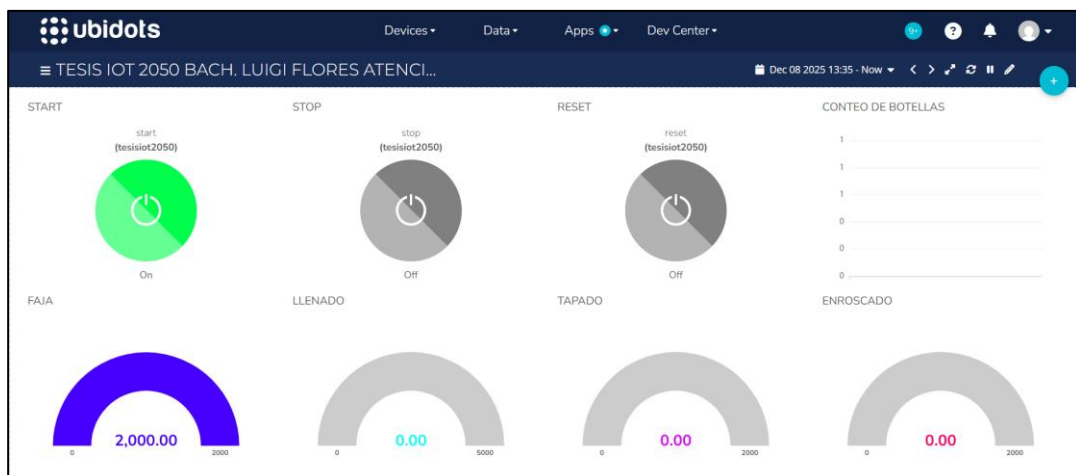 ubidots Devices Data Apps Dev Center 9+ ?
TESIS IOT 2050 BACH. LUIGI FLORES ATENCI... Dec 08 2025 13:35 - Now
+
START STOP RESET CONTEO DE BOTELLAS
start stop reset
(tesisiot2050) (tesisiot2050) (tesisiot2050)
1
1
1
0
0
0
On Off Off
FAJA LLENADO TAPADO ENROSCADO
2,000.00 0.00 0.00 0.00
0 2000 0 5000 0 2000 0 2000